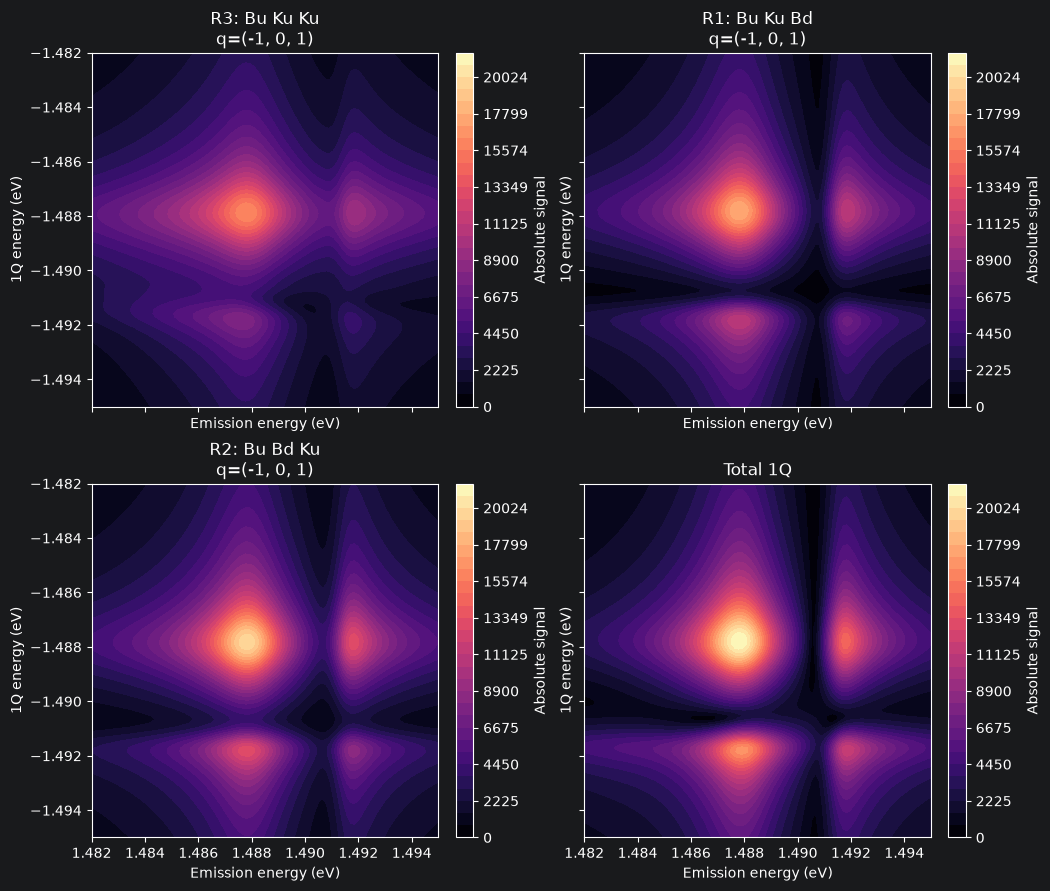 R3: Bu Ku Ku
q=(-1, 0, 1)
−1.482
−1.484
−1.486
−1.488
−1.490
−1.492
−1.494
1Q energy (eV)
Emission energy (eV)
20024
17799
15574
13349
11125
8900
6675
4450
2225
0
Absolute signal
R1: Bu Ku Bd
q=(-1, 0, 1)
1Q energy (eV)
Emission energy (eV)
20024
17799
15574
13349
11125
8900
6675
4450
2225
0
Absolute signal
R2: Bu Bd Ku
q=(-1, 0, 1)
−1.482
−1.484
−1.486
−1.488
−1.490
−1.492
−1.494
1Q energy (eV)
1.482 1.484 1.486 1.488 1.490 1.492 1.494
Emission energy (eV)
20024
17799
15574
13349
11125
8900
6675
4450
2225
0
Absolute signal
Total 1Q
1Q energy (eV)
1.482 1.484 1.486 1.488 1.490 1.492 1.494
Emission energy (eV)
20024
17799
15574
13349
11125
8900
6675
4450
2225
0
Absolute signal